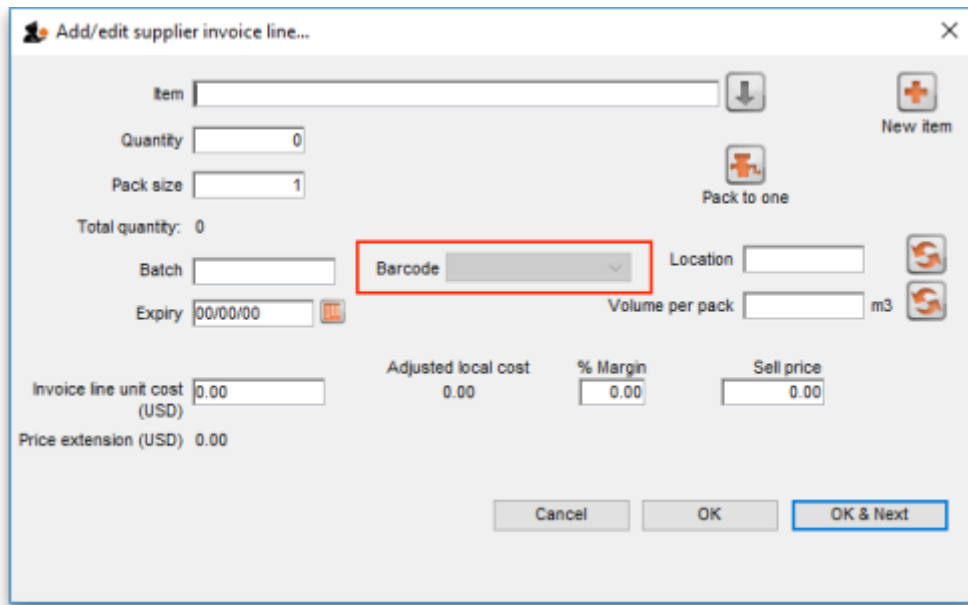 Add/edit supplier invoice line...
Item
New item
Quantity 0
Pack size 1
Pack to one
Total quantity: 0
Batch
Barcode
Location
Expiry 00/00/00
Volume per pack m3
Adjusted local cost % Margin Sell price
Invoice line unit cost 0.00 0.00 0.00 0.00
(USD)
Price extension (USD) 0.00
Cancel OK OK & Next